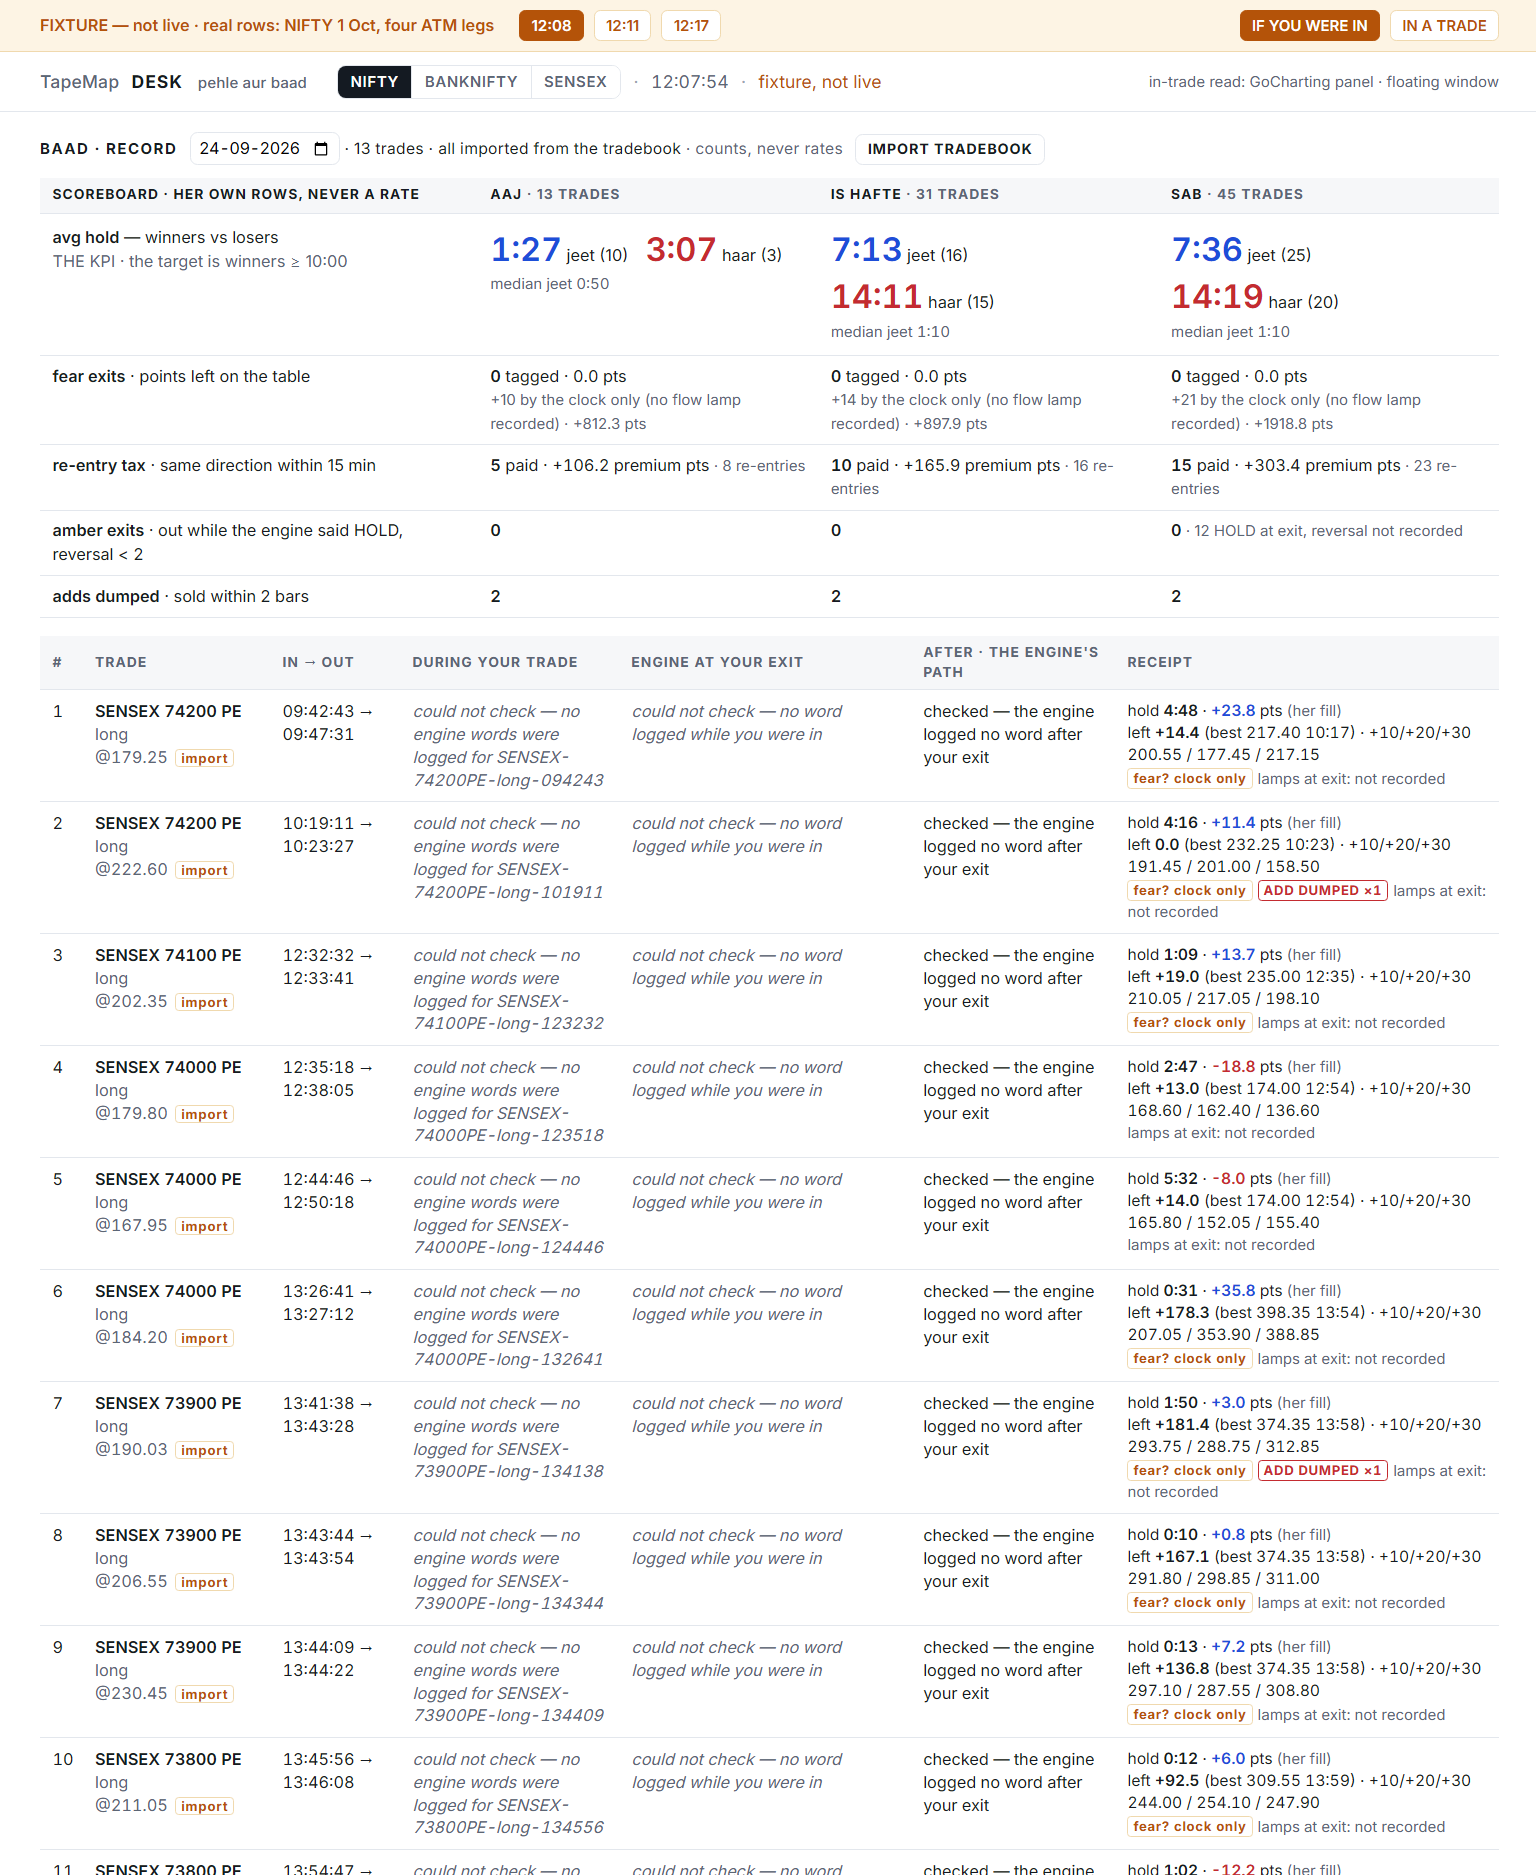 FIXTURE — not live · real rows: NIFTY 1 Oct, four ATM legs 12:08 12:11 12:17 IF YOU WERE IN IN A TRADE
TapeMap DESK pehle aur baad NIFTY BANKNIFTY SENSEX · 12:07:54 · fixture, not live in-trade read: GoCharting panel · floating window
BAAD · RECORD 24-09-2026 · 13 trades · all imported from the tradebook · counts, never rates IMPORT TRADEBOOK
SCOREBOARD · HER OWN ROWS, NEVER A RATE AAJ · 13 TRADES IS HAFTE · 31 TRADES SAB · 45 TRADES
avg hold — winners vs losers
THE KPI · the target is winners ≥ 10:00
1:27 jeet (10) 3:07 haar (3)
median jeet 0:50
7:13 jeet (16)
14:11 haar (15)
median jeet 1:10
7:36 jeet (25)
14:19 haar (20)
median jeet 1:10
fear exits · points left on the table
0 tagged · 0.0 pts
+10 by the clock only (no flow lamp
recorded) · +812.3 pts
0 tagged · 0.0 pts
+14 by the clock only (no flow lamp
recorded) · +897.9 pts
0 tagged · 0.0 pts
+21 by the clock only (no flow lamp
recorded) · +1918.8 pts
re-entry tax · same direction within 15 min
5 paid · +106.2 premium pts · 8 re-entries
10 paid · +165.9 premium pts · 16 re-
entries
15 paid · +303.4 premium pts · 23 re-
entries
amber exits · out while the engine said HOLD,
reversal < 2
0
0
0 · 12 HOLD at exit, reversal not recorded
adds dumped · sold within 2 bars
2
2
2
# TRADE IN → OUT DURING YOUR TRADE ENGINE AT YOUR EXIT AFTER · THE ENGINE'S
PATH
RECEIPT
1
SENSEX 74200 PE
long
@179.25 import
09:42:43 →
09:47:31
could not check — no
engine words were
logged for SENSEX-
74200PE-long-094243
could not check — no word
logged while you were in
checked — the engine
logged no word after
your exit
hold 4:48 · +23.8 pts (her fill)
left +14.4 (best 217.40 10:17) · +10/+20/+30
200.55 / 177.45 / 217.15
fear? clock only lamps at exit: not recorded
2
SENSEX 74200 PE
long
@222.60 import
10:19:11 →
10:23:27
could not check — no
engine words were
logged for SENSEX-
74200PE-long-101911
could not check — no word
logged while you were in
checked — the engine
logged no word after
your exit
hold 4:16 · +11.4 pts (her fill)
left 0.0 (best 232.25 10:23) · +10/+20/+30
191.45 / 201.00 / 158.50
fear? clock only ADD DUMPED ×1 lamps at exit:
not recorded
3
SENSEX 74100 PE
long
@202.35 import
12:32:32 →
12:33:41
could not check — no
engine words were
logged for SENSEX-
74100PE-long-123232
could not check — no word
logged while you were in
checked — the engine
logged no word after
your exit
hold 1:09 · +13.7 pts (her fill)
left +19.0 (best 235.00 12:35) · +10/+20/+30
210.05 / 217.05 / 198.10
fear? clock only lamps at exit: not recorded
4
SENSEX 74000 PE
long
@179.80 import
12:35:18 →
12:38:05
could not check — no
engine words were
logged for SENSEX-
74000PE-long-123518
could not check — no word
logged while you were in
checked — the engine
logged no word after
your exit
hold 2:47 · -18.8 pts (her fill)
left +13.0 (best 174.00 12:54) · +10/+20/+30
168.60 / 162.40 / 136.60
lamps at exit: not recorded
5
SENSEX 74000 PE
long
@167.95 import
12:44:46 →
12:50:18
could not check — no
engine words were
logged for SENSEX-
74000PE-long-124446
could not check — no word
logged while you were in
checked — the engine
logged no word after
your exit
hold 5:32 · -8.0 pts (her fill)
left +14.0 (best 174.00 12:54) · +10/+20/+30
165.80 / 152.05 / 155.40
lamps at exit: not recorded
6
SENSEX 74000 PE
long
@184.20 import
13:26:41 →
13:27:12
could not check — no
engine words were
logged for SENSEX-
74000PE-long-132641
could not check — no word
logged while you were in
checked — the engine
logged no word after
your exit
hold 0:31 · +35.8 pts (her fill)
left +178.3 (best 398.35 13:54) · +10/+20/+30
207.05 / 353.90 / 388.85
fear? clock only lamps at exit: not recorded
7
SENSEX 73900 PE
long
@190.03 import
13:41:38 →
13:43:28
could not check — no
engine words were
logged for SENSEX-
73900PE-long-134138
could not check — no word
logged while you were in
checked — the engine
logged no word after
your exit
hold 1:50 · +3.0 pts (her fill)
left +181.4 (best 374.35 13:58) · +10/+20/+30
293.75 / 288.75 / 312.85
fear? clock only ADD DUMPED ×1 lamps at exit:
not recorded
8
SENSEX 73900 PE
long
@206.55 import
13:43:44 →
13:43:54
could not check — no
engine words were
logged for SENSEX-
73900PE-long-134344
could not check — no word
logged while you were in
checked — the engine
logged no word after
your exit
hold 0:10 · +0.8 pts (her fill)
left +167.1 (best 374.35 13:58) · +10/+20/+30
291.80 / 298.85 / 311.00
fear? clock only lamps at exit: not recorded
9
SENSEX 73900 PE
long
@230.45 import
13:44:09 →
13:44:22
could not check — no
engine words were
logged for SENSEX-
73900PE-long-134409
could not check — no word
logged while you were in
checked — the engine
logged no word after
your exit
hold 0:13 · +7.2 pts (her fill)
left +136.8 (best 374.35 13:58) · +10/+20/+30
297.10 / 287.55 / 308.80
fear? clock only lamps at exit: not recorded
10
SENSEX 73800 PE
long
@211.05 import
13:45:56 →
13:46:08
could not check — no
engine words were
logged for SENSEX-
73800PE-long-134556
could not check — no word
logged while you were in
checked — the engine
logged no word after
your exit
hold 0:12 · +6.0 pts (her fill)
left +92.5 (best 309.55 13:59) · +10/+20/+30
244.00 / 254.10 / 247.90
fear? clock only lamps at exit: not recorded
11 SENSEX 73800 PE 13:54:47 → could not check — no could not check — no word checked — the engine hold 1:02 · -12.2 pts (her fill)